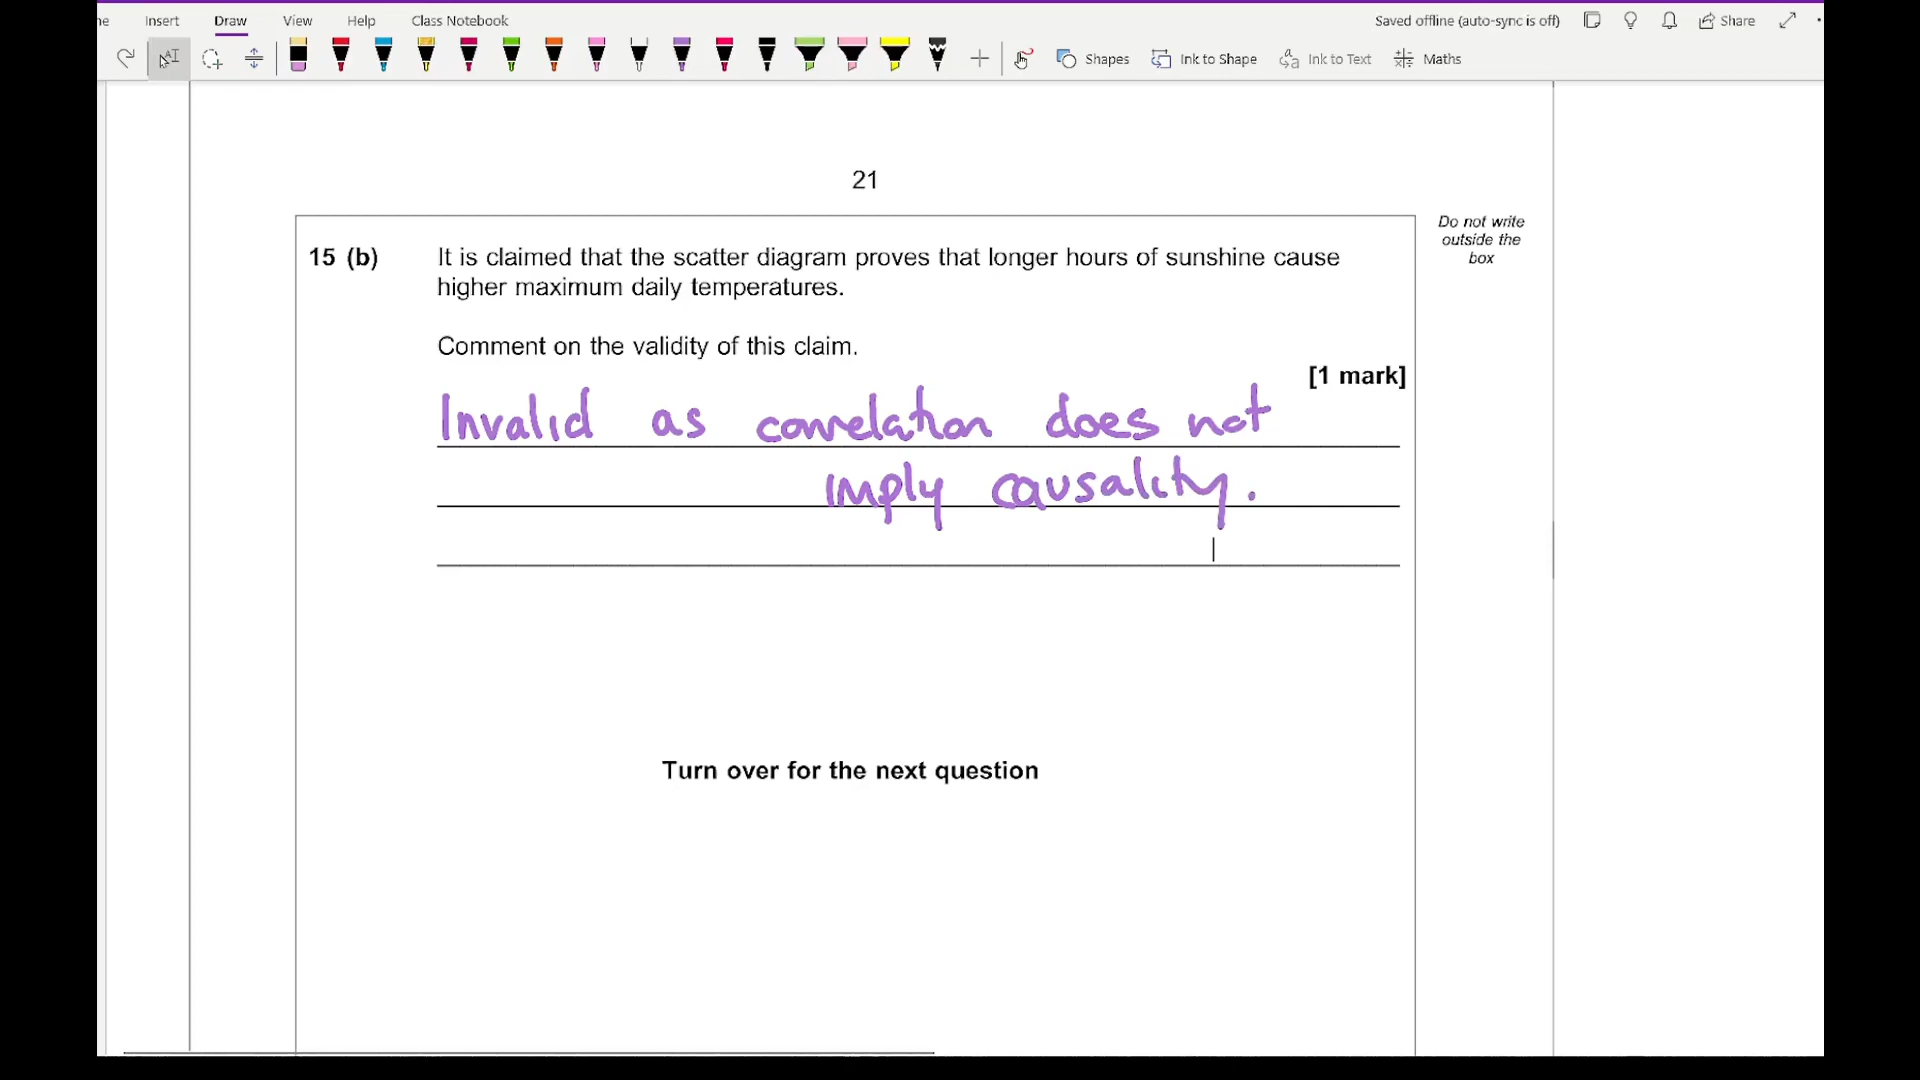 Insert Draw View Help Class Notebook Saved offline (auto-sync is off) Share
Shapes Ink to Shape Ink to Text Maths
21
Do not write
outside the
box
15 (b) It is claimed that the scatter diagram proves that longer hours of sunshine cause
higher maximum daily temperatures.
Comment on the validity of this claim.
[1 mark]
Invalid as correlation does not
imply causality.
Turn over for the next question